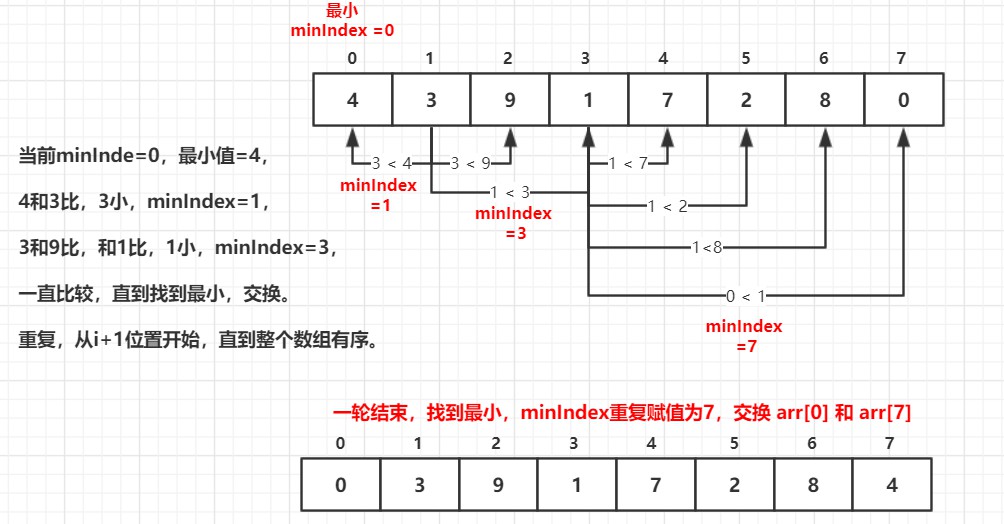 最小
minIndex =0
0 1 2 3 4 5 6 7
4 3 9 1 7 2 8 0
当前minInde=0，最小值=4，
4和3比，3小，minIndex=1，
3和9比，和1比，1小，minIndex=3，
一直比较，直到找到最小，交换。
重复，从i+1位置开始，直到整个数组有序。
3 < 4 3 < 9 1 < 7
minIndex
=1
1 < 3
minIndex
=3
1 < 2
1<8
0 < 1
minIndex
=7
一轮结束，找到最小，minIndex重复赋值为7，交换 arr[0] 和 arr[7]
0 1 2 3 4 5 6 7
0 3 9 1 7 2 8 4